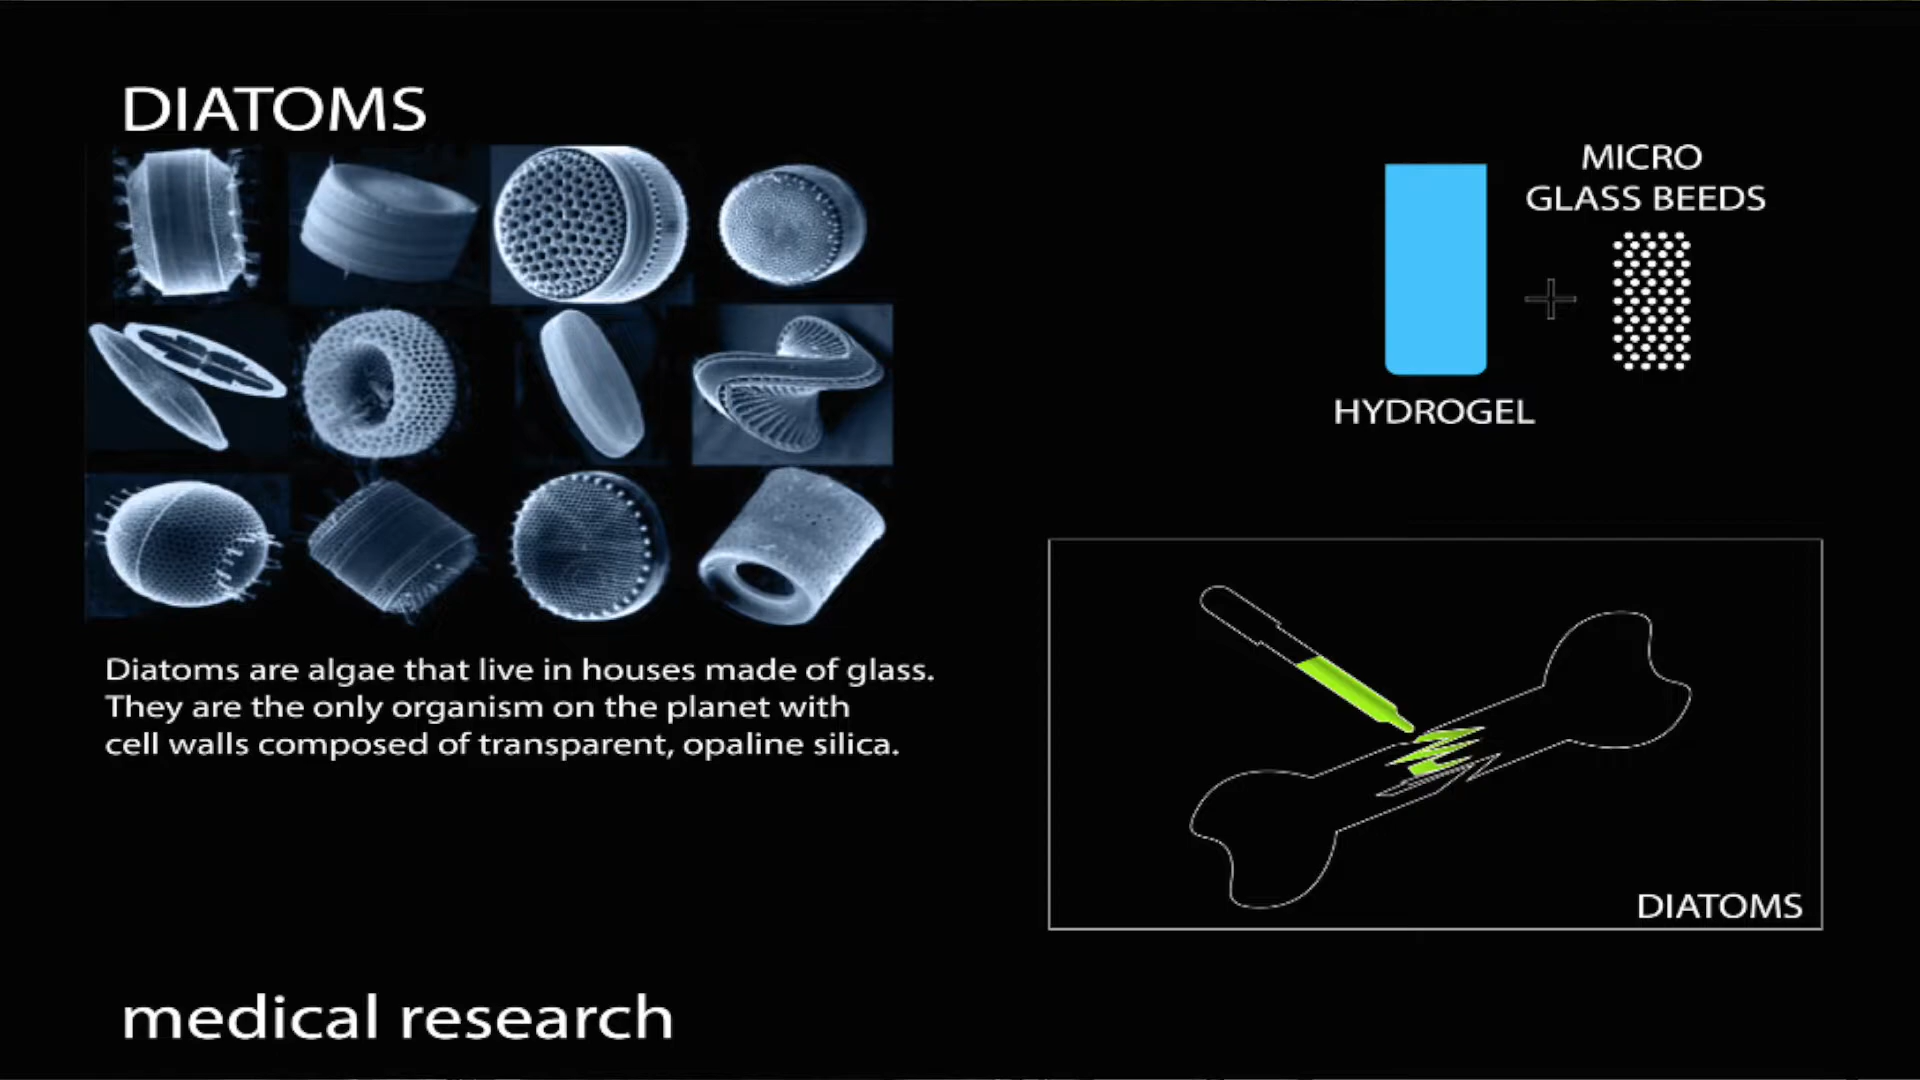 DIATOMS
Diatoms are algae that live in houses made of glass.
They are the only organism on the planet with
cell walls composed of transparent, opaline silica.
medical research
MICRO
GLASS BEEDS
HYDROGEL
DIATOMS